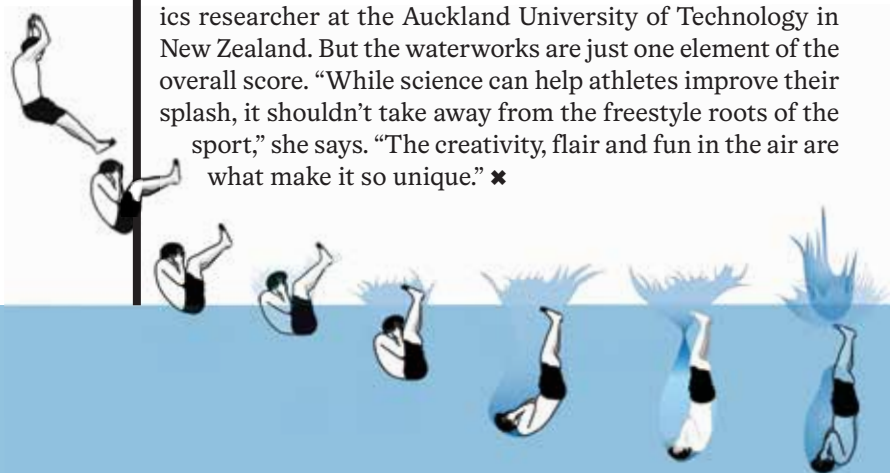 ics researcher at the Auckland University of Technology in
New Zealand. But the waterworks are just one element of the
overall score. “While science can help athletes improve their
splash, it shouldn’t take away from the freestyle roots of the
sport,” she says. “The creativity, flair and fun in the air are
what make it so unique.” ✖